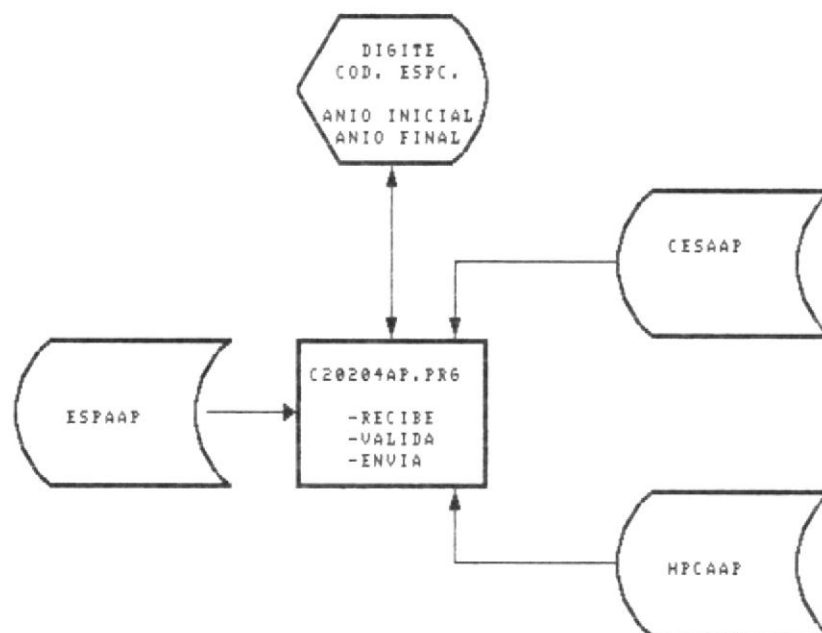 DIGITE
COD. ESPC.
ANIO INICIAL
ANIO FINAL
CESAAP
C20204AP.PRG
-RECIBE
-VALIDA
-ENVIA
ESPAAP
HPCAAP